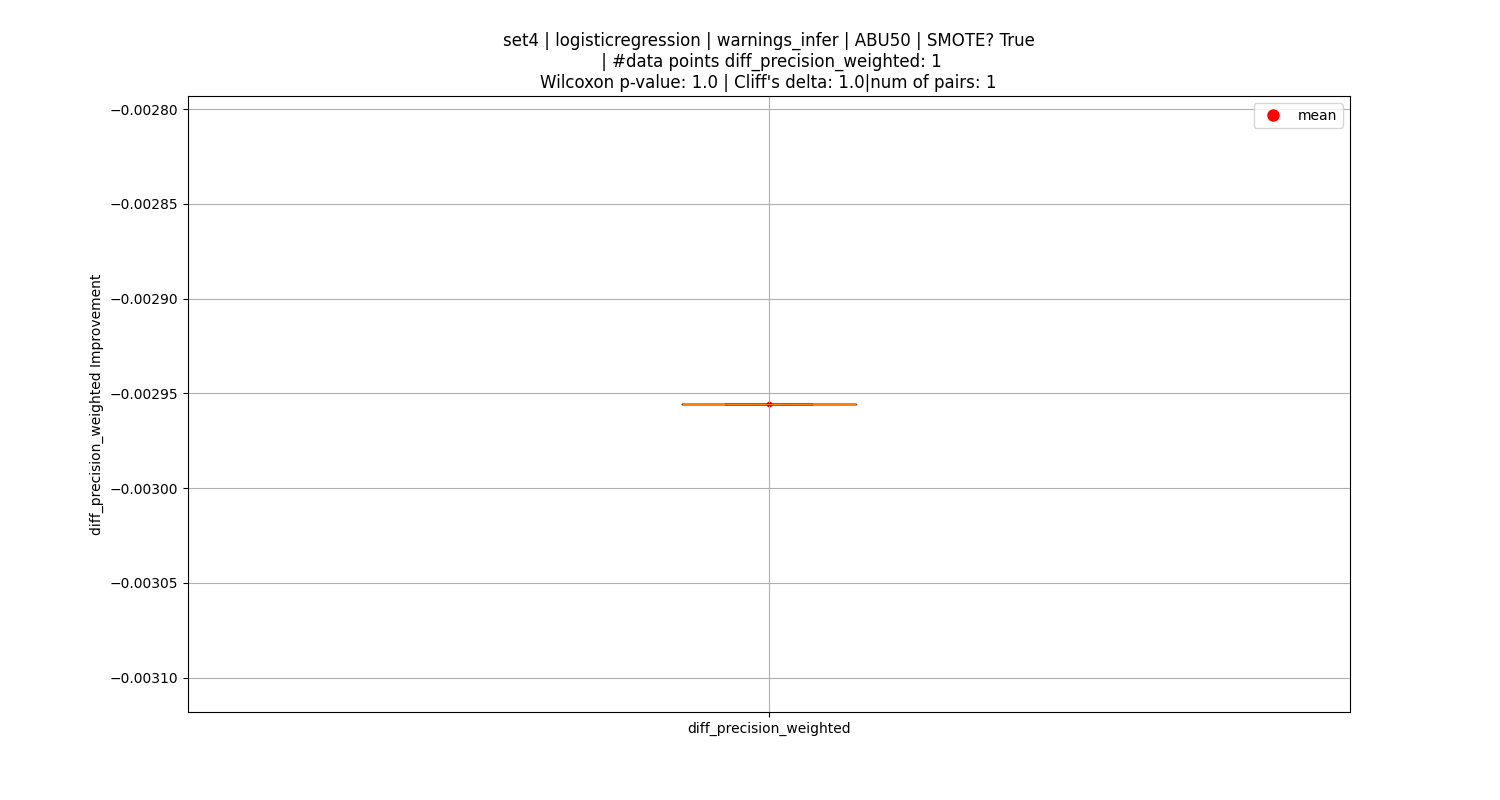 set4 | logisticregression | warnings_infer | ABU50 | SMOTE? True
| #data points diff_precision_weighted: 1
Wilcoxon p-value: 1.0 | Cliff's delta: 1.0|num of pairs: 1
mean
−0.00280
−0.00285
−0.00290
−0.00295
−0.00300
−0.00305
−0.00310
diff_precision_weighted Improvement
diff_precision_weighted